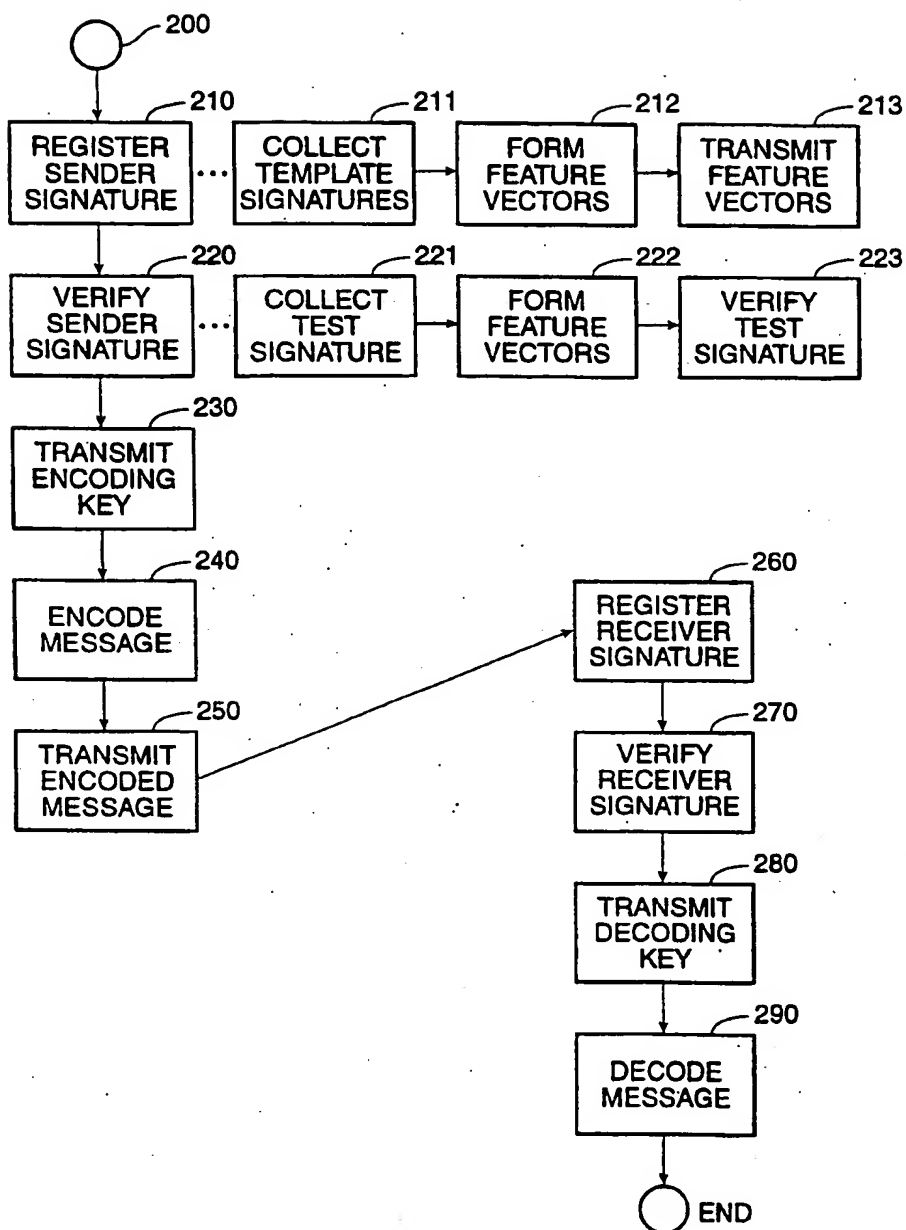 200
210
REGISTER
SENDER
SIGNATURE
211
COLLECT
TEMPLATE
SIGNATURES
212
FORM
FEATURE
VECTORS
213
TRANSMIT
FEATURE
VECTORS
220
VERIFY
SENDER
SIGNATURE
221
COLLECT
TEST
SIGNATURE
222
FORM
FEATURE
VECTORS
223
VERIFY
TEST
SIGNATURE
230
TRANSMIT
ENCODING
KEY
240
ENCODE
MESSAGE
250
TRANSMIT
ENCODED
MESSAGE
260
REGISTER
RECEIVER
SIGNATURE
270
VERIFY
RECEIVER
SIGNATURE
280
TRANSMIT
DECODING
KEY
290
DECODE
MESSAGE
END